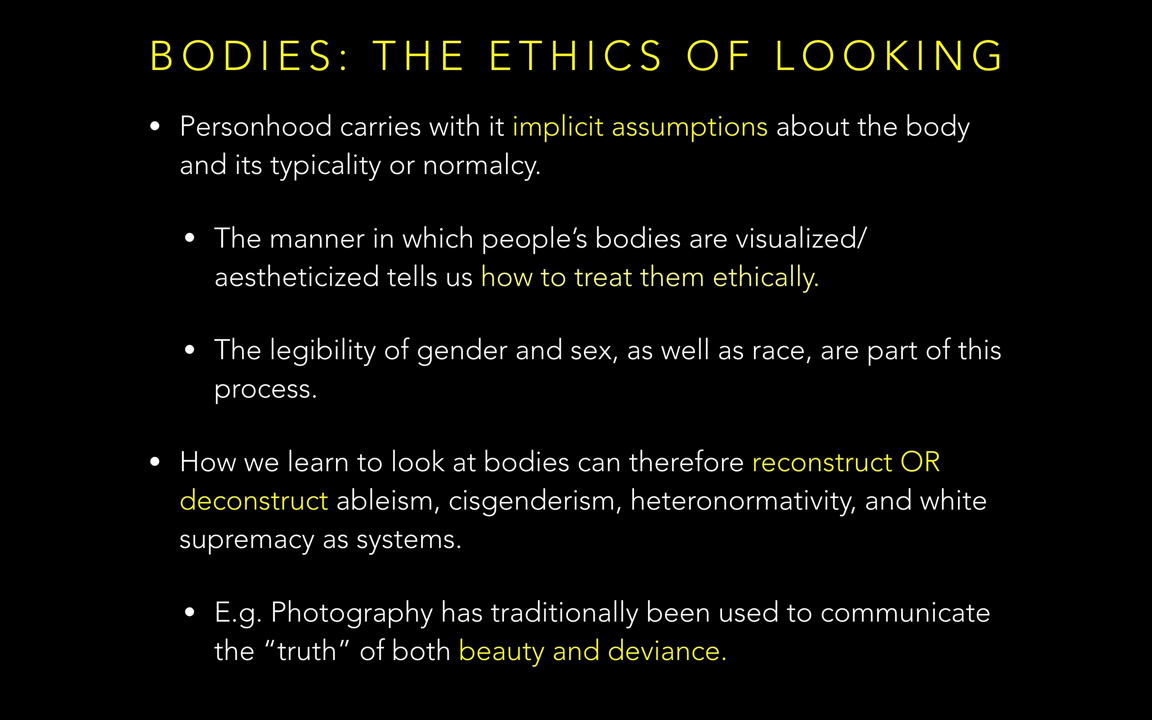 BODIES: THE ETHICS OF LOOKING
• Personhood carries with it implicit assumptions about the body
and its typicality or normalcy.
• The manner in which people’s bodies are visualized/
aestheticized tells us how to treat them ethically.
• The legibility of gender and sex, as well as race, are part of this
process.
• How we learn to look at bodies can therefore reconstruct OR
deconstruct ableism, cisgenderism, heteronormativity, and white
supremacy as systems.
• E.g. Photography has traditionally been used to communicate
the “truth” of both beauty and deviance.